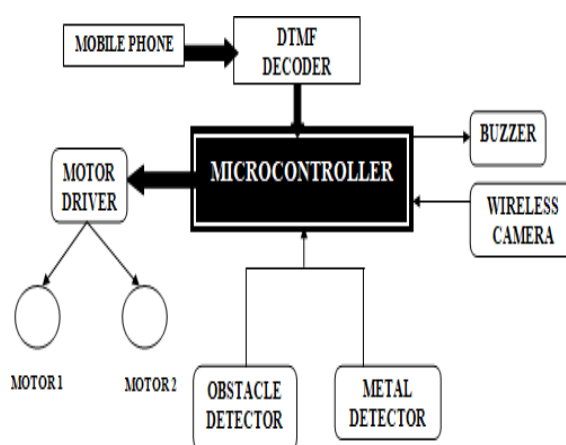 MOBILE PHONE
DTMF
DECODER
MICROCONTROLLER
BUZZER
MOTOR
DRIVER
WIRELESS
CAMERA
MOTOR 1
MOTOR 2
OBSTACLE
DETECTOR
METAL
DETECTOR